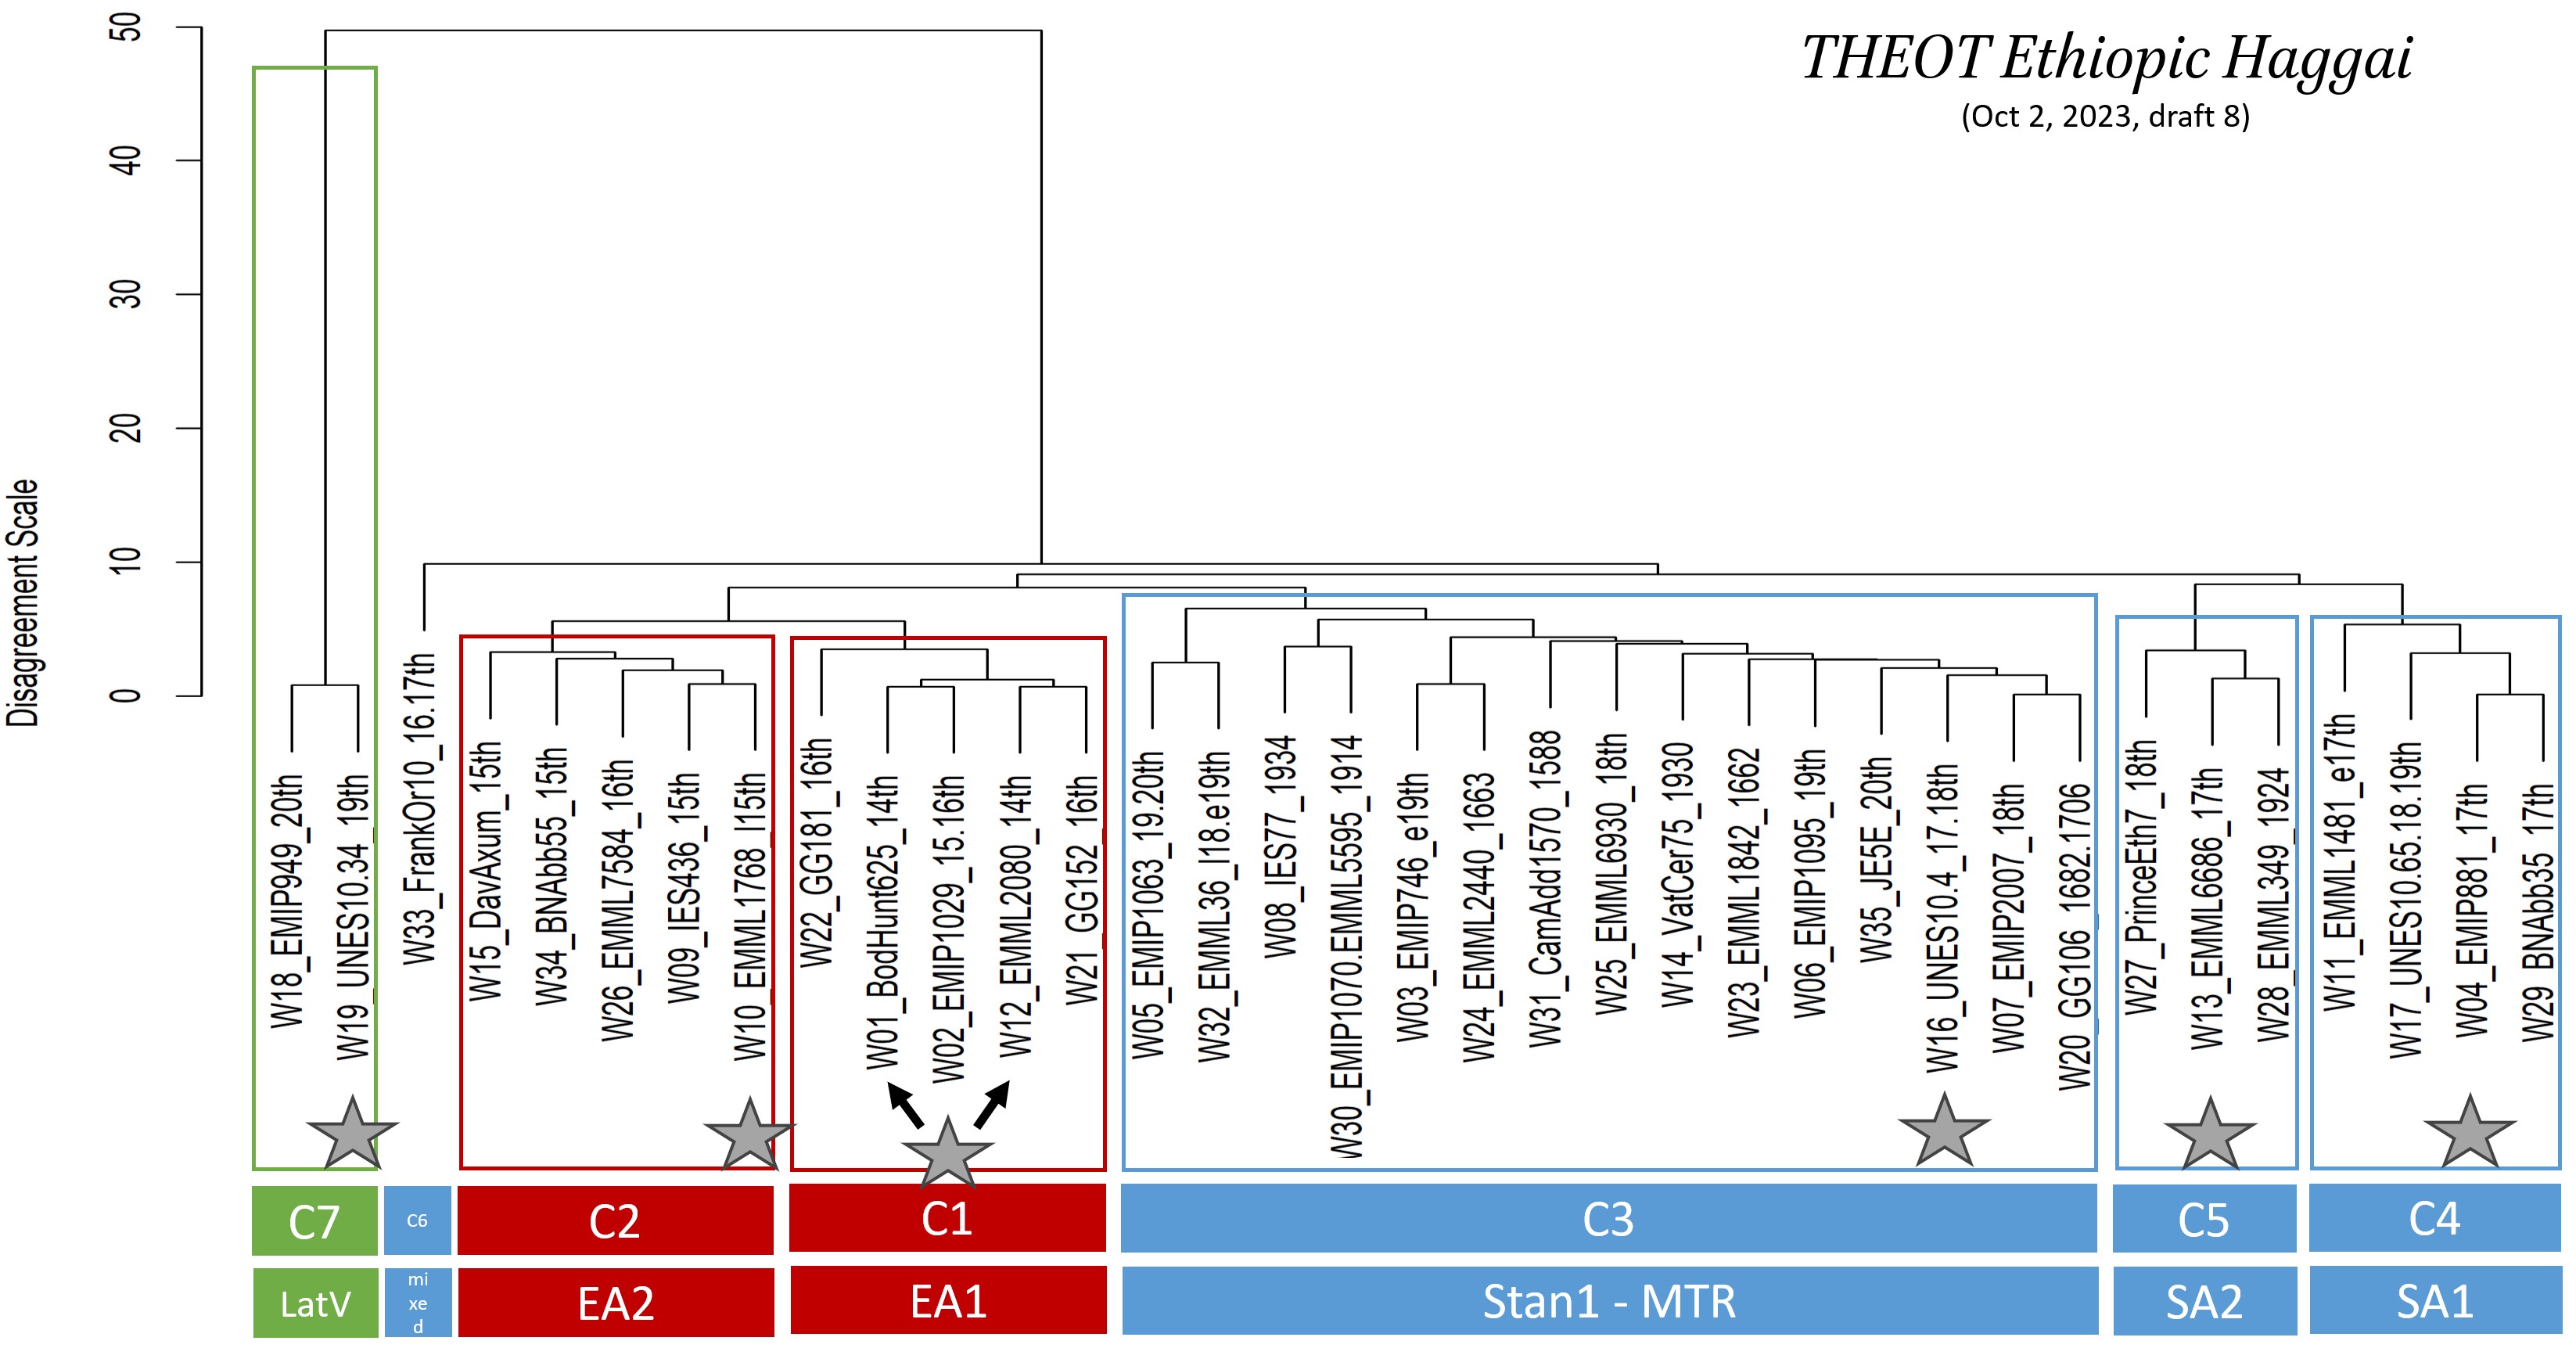 THEOT Ethiopic Haggai
(Oct 2, 2023, draft 8)
Disagreement Scale
50
40
30
20
10
0
W18_EMIP949_20th
W19_UNES10.34_19th
W33_FrankOr10_16.17th
W15_DavAxum_15th
W34_BNAbb55_15th
W26_EMML7584_16th
W09_IES436_15th
W10_EMML1768_l15th
W22_GG181_16th
W01_BodHunt625_14th
W02_EMIP1029_15.16th
W12_EMML2080_14th
W21_GG152_16th
W05_EMIP1063_19.20th
W32_EMML36_l18.e19th
W08_IES77_1934
W30_EMIP1070.EMML5595_1914
W03_EMIP746_e19th
W24_EMML2440_1663
W31_CamAdd1570_1588
W25_EMML6930_18th
W14_VatCer75_1930
W23_EMML1842_1662
W06_EMIP1095_19th
W35_JE5E_20th
W16_UNES10.4_17.18th
W07_EMIP2007_18th
W20_GG106_1682.1706
W27_PrinceEth7_18th
W13_EMML6686_17th
W28_EMML349_1924
W11_EMML1481_e17th
W17_UNES10.65.18.19th
W04_EMIP881_17th
W29_BNAbb35_17th
C7
C6
C2
C1
C3
C5
C4
LatV
mi
xe
d
EA2
EA1
Stan1 - MTR
SA2
SA1